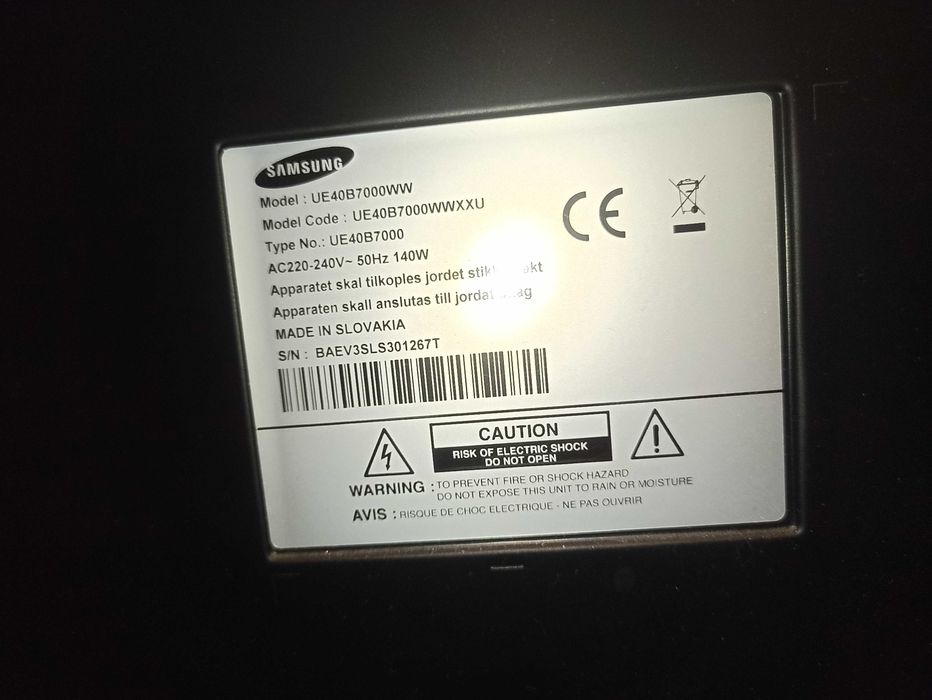 SAMSUNG
Model : UE40B7000WW
Model Code : UE40B7000WWXXU
Type No.: UE40B7000
AC220-240V~ 50Hz 140W
Apparatet skal tilkoples jordet
Apparaten skall anslutas till
MADE IN SLOVAKIA
S/N : BAEV3SLS301267T
CE
CAUTION
RISK OF ELECTRIC SHOCK
DO NOT OPEN
WARNING : TO PREVENT FIRE OR SHOCK HAZARD
DO NOT EXPOSE THIS UNIT TO RAIN OR MOISTURE
AVIS : RISQUE DE CHOC ELECTRIQUE - NE PAS OUVRIR